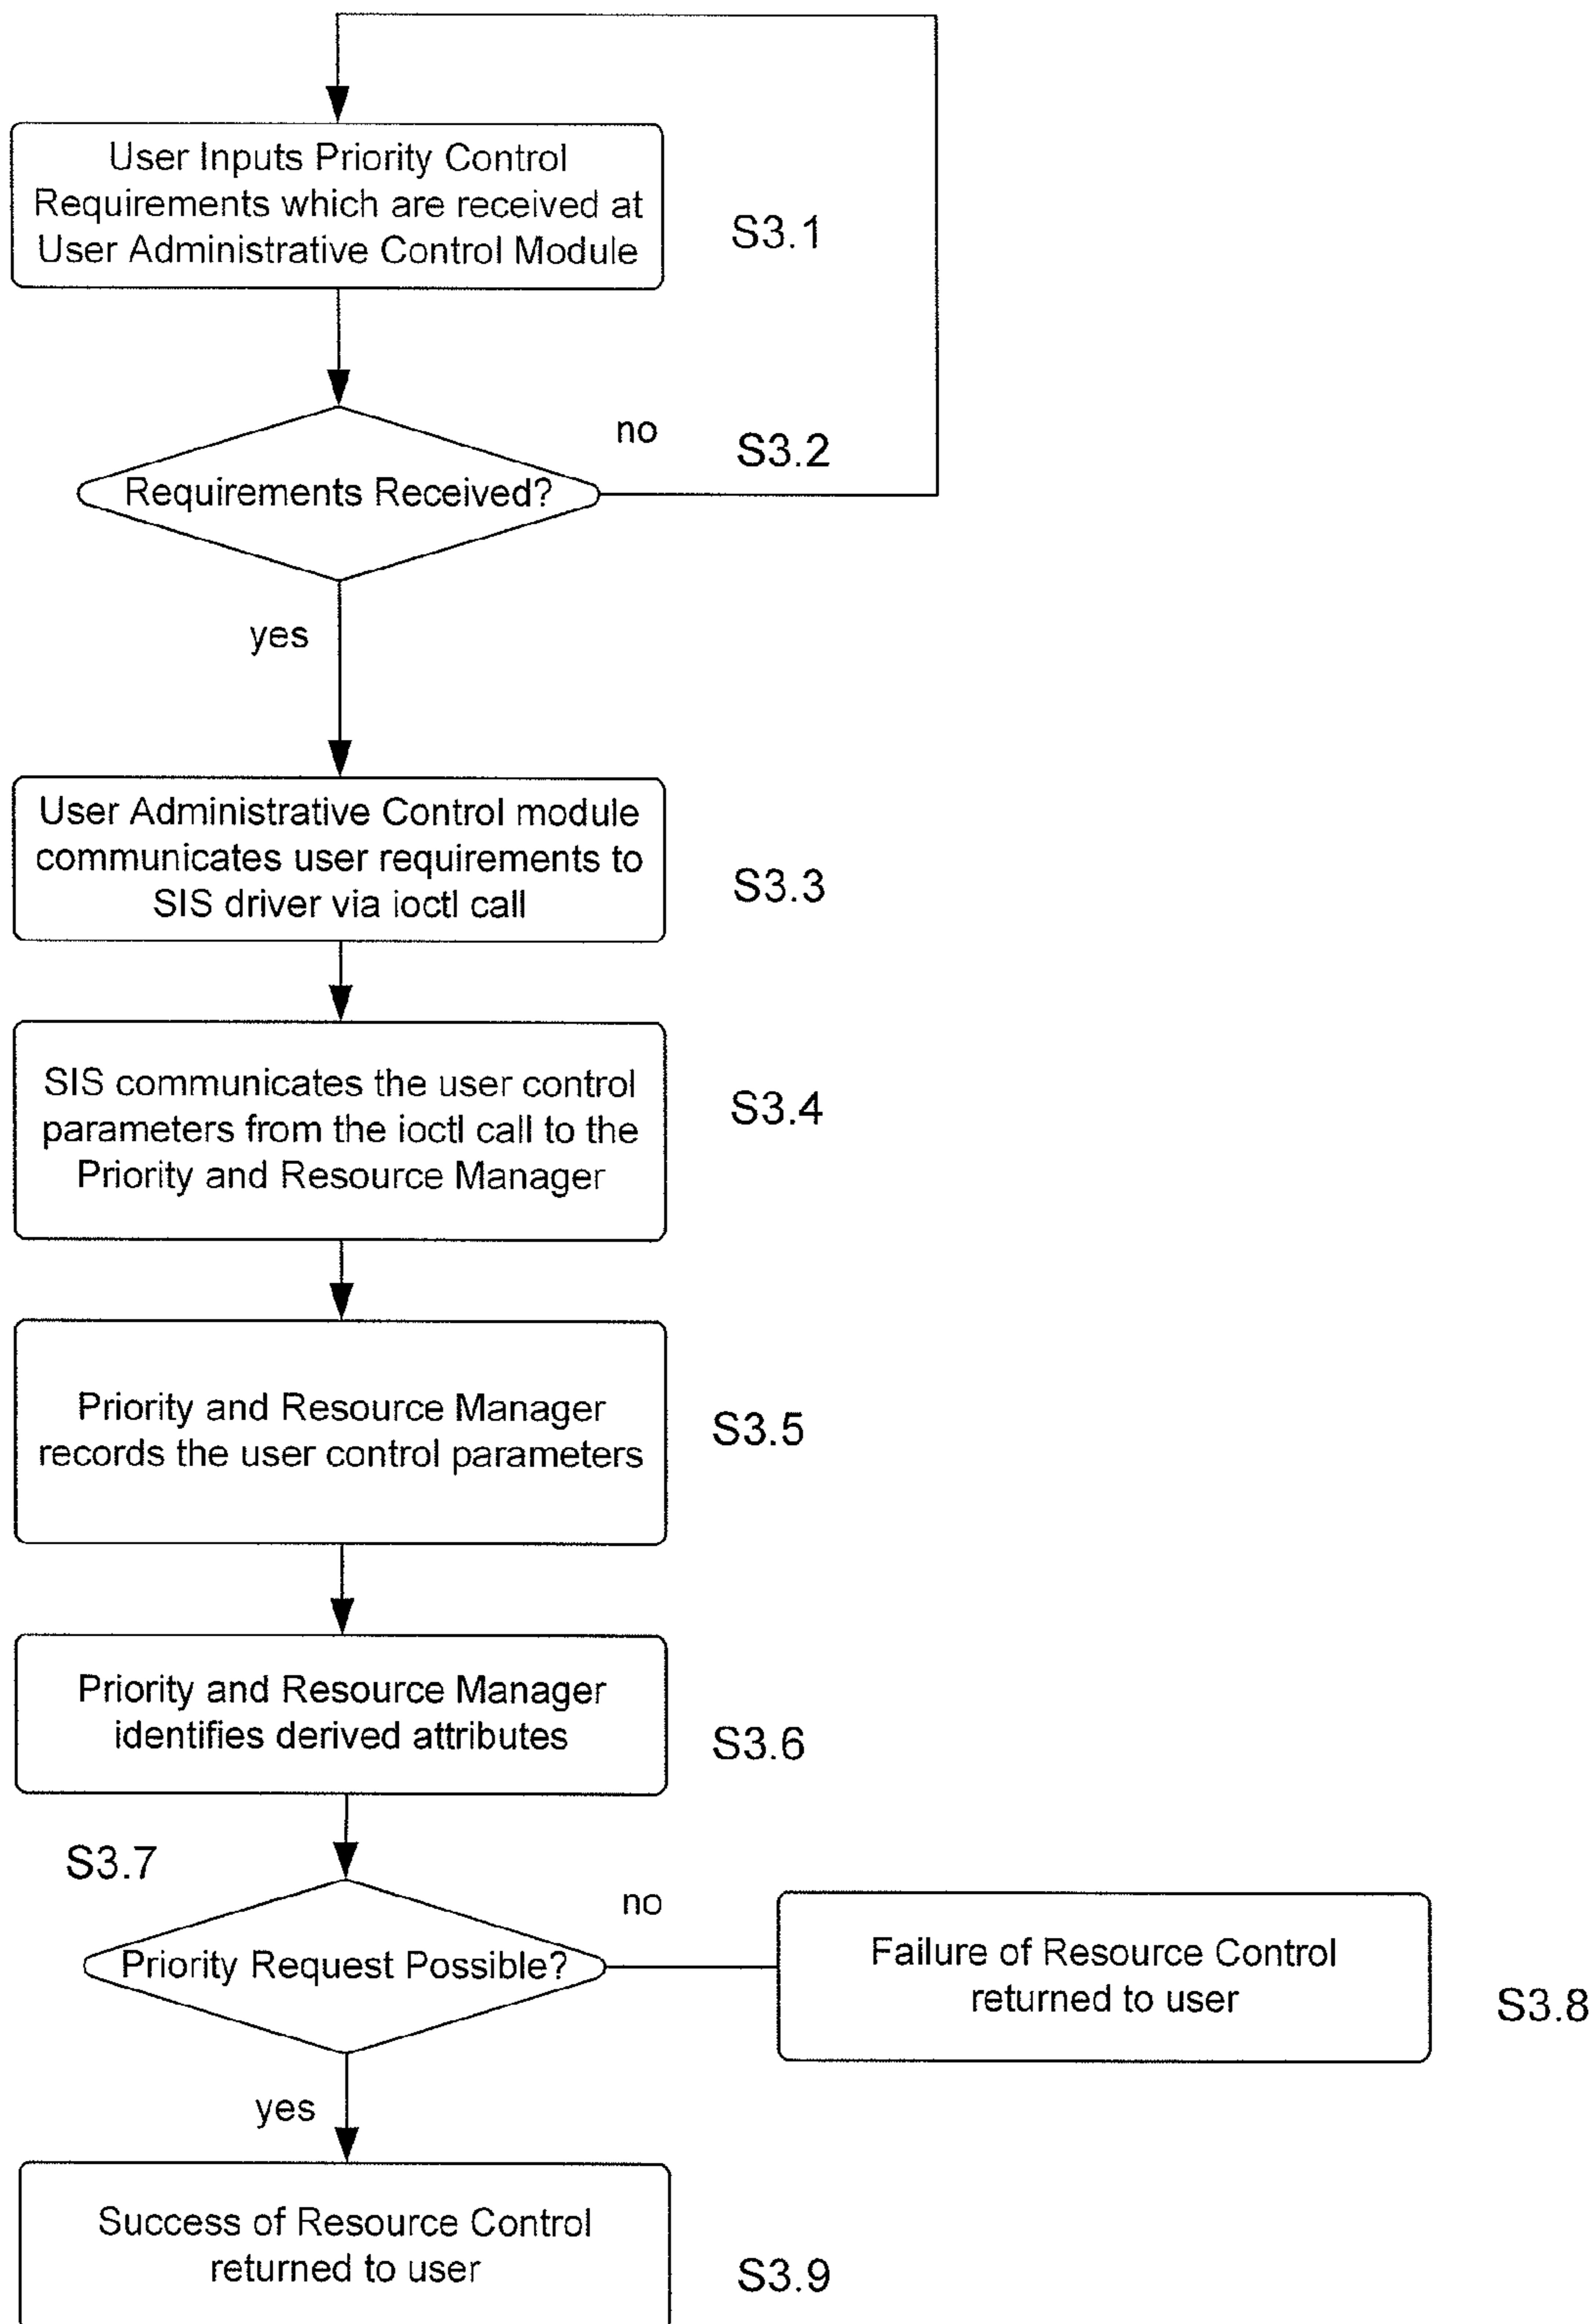 User Inputs Priority Control
Requirements which are received at
User Administrative Control Module
S3.1
no
S3.2
Requirements Received?
yes
User Administrative Control module
communicates user requirements to
SIS driver via ioctl call
S3.3
SIS communicates the user control
parameters from the ioctl call to the
Priority and Resource Manager
S3.4
Priority and Resource Manager
records the user control parameters
S3.5
Priority and Resource Manager
identifies derived attributes
S3.6
S3.7
no
Priority Request Possible?
Failure of Resource Control
returned to user
S3.8
yes
Success of Resource Control
returned to user
S3.9